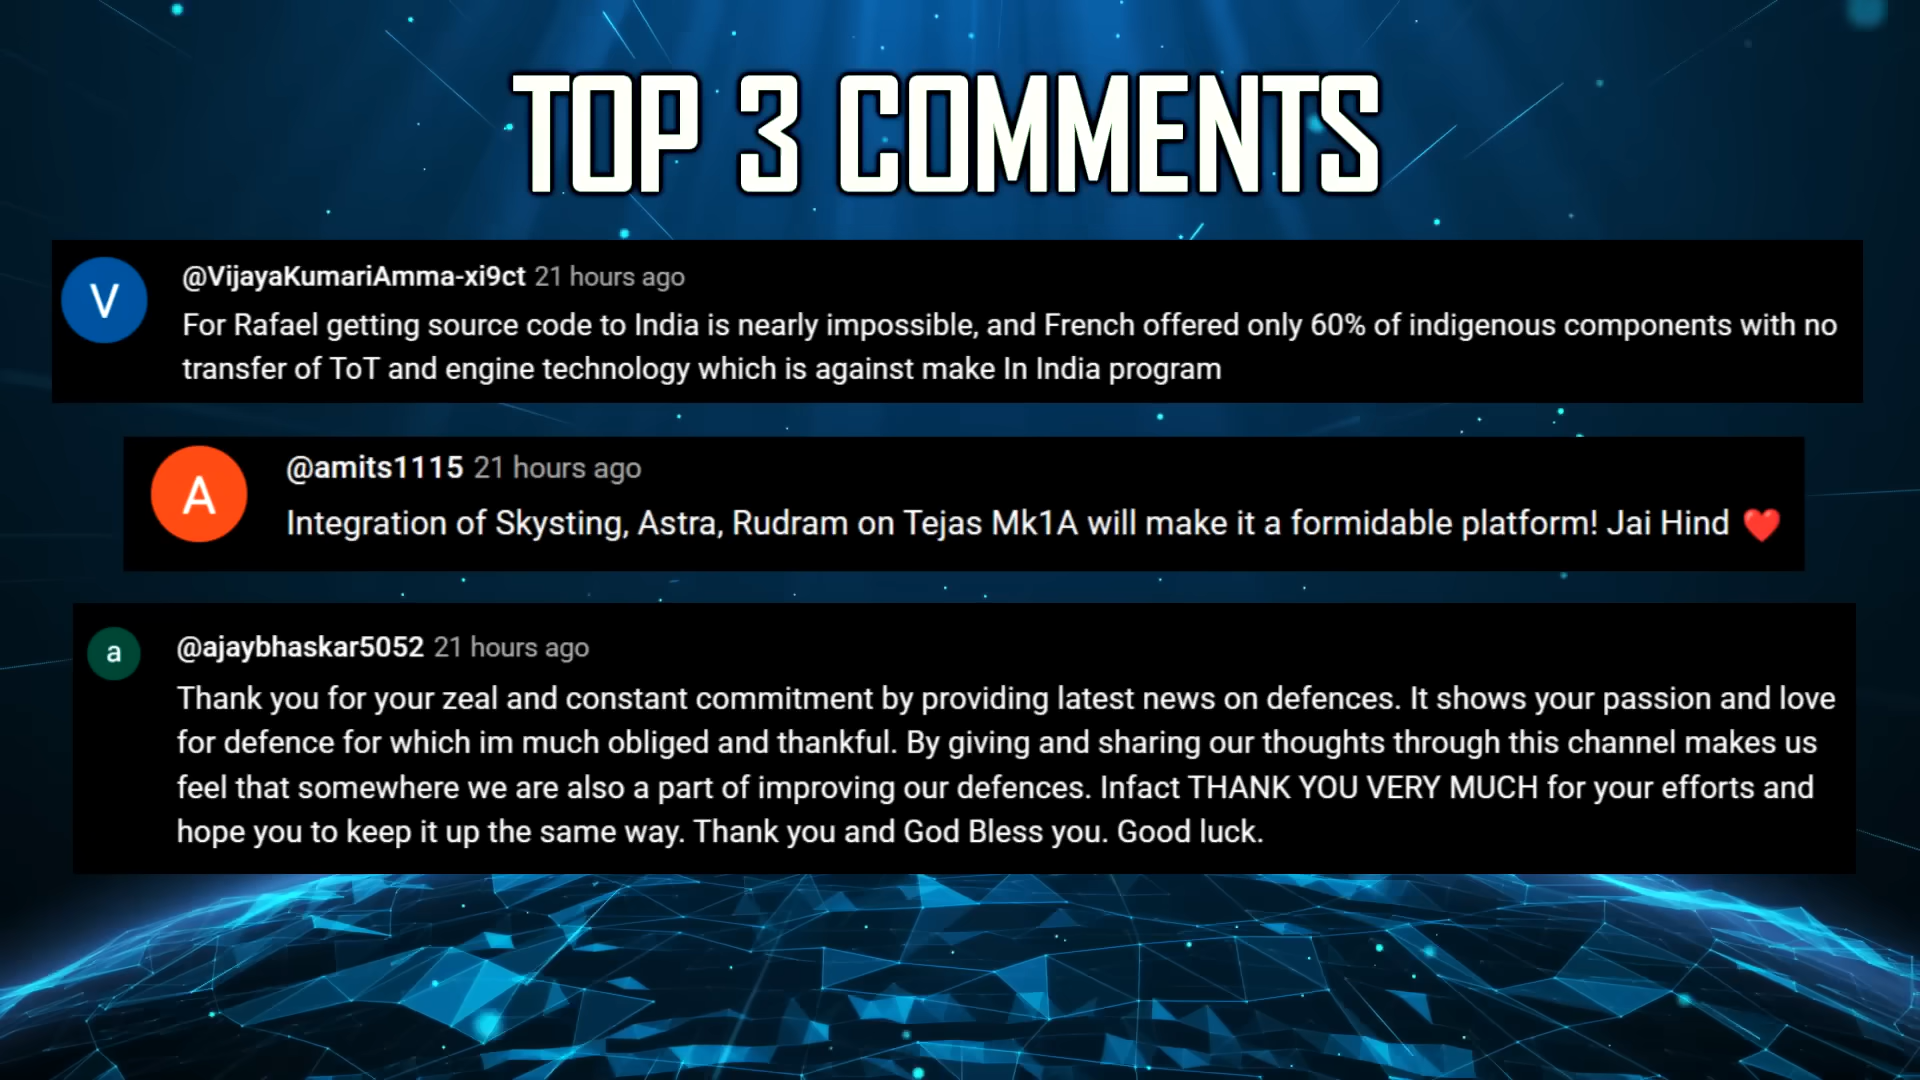 TOP 3 COMMENTS
V
@VijayaKumariAmma-xi9ct 21 hours ago
For Rafael getting source code to India is nearly impossible, and French offered only 60% of indigenous components with no
transfer of ToT and engine technology which is against make In India program
A
@amits1115 21 hours ago
Integration of Skysting, Astra, Rudram on Tejas Mk1A will make it a formidable platform! Jai Hind ❤️
a
@ajaybhaskar5052 21 hours ago
Thank you for your zeal and constant commitment by providing latest news on defences. It shows your passion and love
for defence for which im much obliged and thankful. By giving and sharing our thoughts through this channel makes us
feel that somewhere we are also a part of improving our defences. Infact THANK YOU VERY MUCH for your efforts and
hope you to keep it up the same way. Thank you and God Bless you. Good luck.